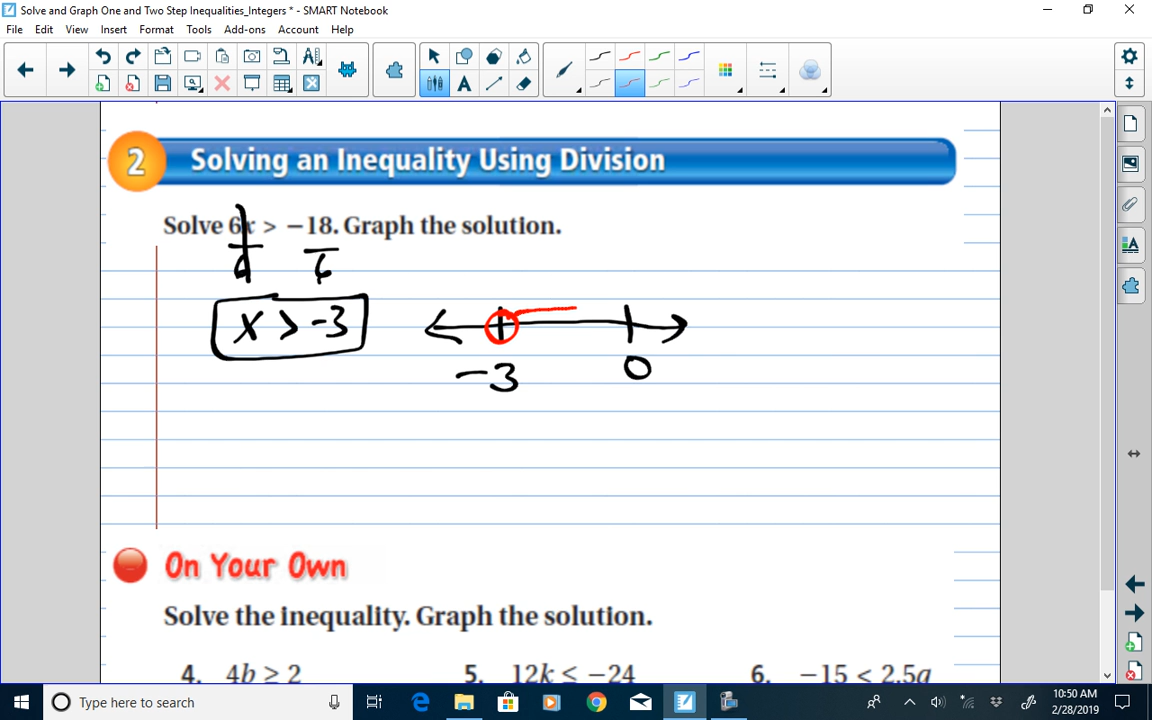 Solve and Graph One and Two Step Inequalities_Integers * - SMART Notebook
File Edit View Insert Format Tools Add-ons Account Help
2 Solving an Inequality Using Division
Solve 6x > −18. Graph the solution.
6 6
x > -3
-3 0
On Your Own
Solve the inequality. Graph the solution.
4. 4b ≥ 2 5. 12k ≤ −24 6. −15 < 2.5q
Type here to search
10:50 AM
2/28/2019